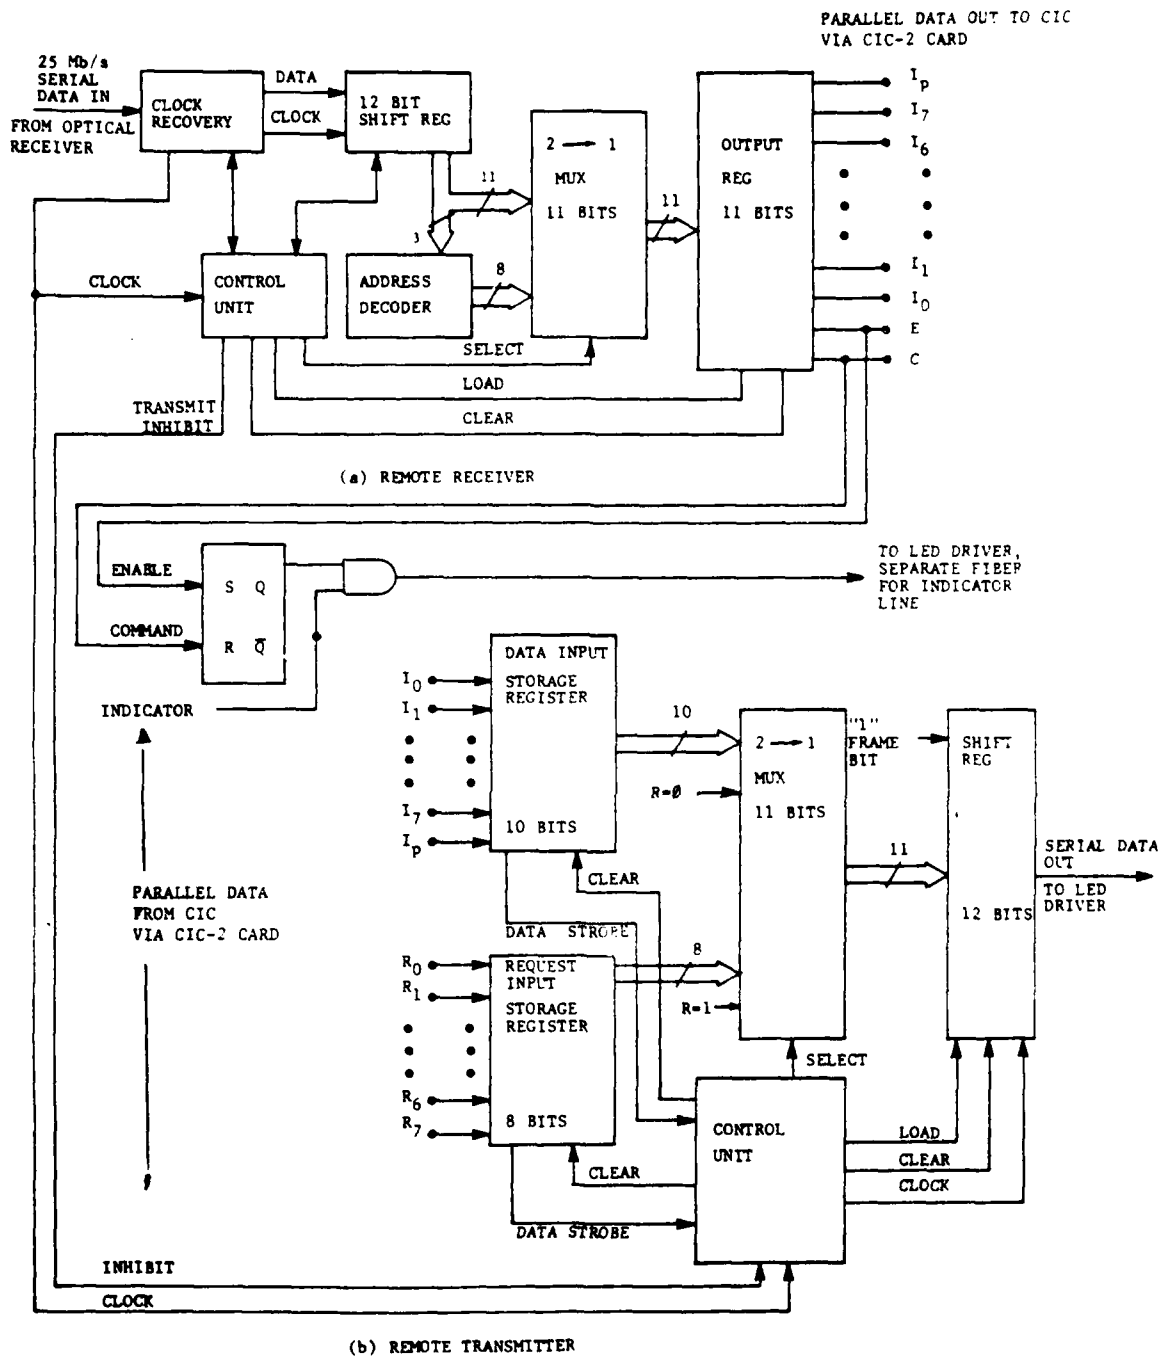 PARALLEL DATA OUT TO CIC
VIA CIC-2 CARD
25 Mb/s
SERIAL
DATA IN
FROM OPTICAL
RECEIVER
CLOCK
RECOVERY
DATA
CLOCK
12 BIT
SHIFT REG
2 → 1
MUX
11 BITS
OUTPUT
REG
11 BITS
Ip
I7
I6
I1
I0
E
C
11
11
3
8
CLOCK
CONTROL
UNIT
ADDRESS
DECODER
SELECT
LOAD
CLEAR
TRANSMIT
INHIBIT
(a) REMOTE RECEIVER
ENABLE
COMMAND
S Q
R Q̅
TO LED DRIVER,
SEPARATE FIBER
FOR INDICATOR
LINE
INDICATOR
PARALLEL DATA
FROM CIC
VIA CIC-2 CARD
I0
I1
I7
Ip
DATA INPUT
STORAGE
REGISTER
10 BITS
10
R=0
2 → 1
MUX
11 BITS
"1"
FRAME
BIT
SHIFT
REG
12 BITS
11
SERIAL DATA
OUT
TO LED
DRIVER
CLEAR
DATA STROBE
R0
R1
R6
R7
REQUEST
INPUT
STORAGE
REGISTER
8 BITS
8
R=1
SELECT
CONTROL
UNIT
LOAD
CLEAR
CLOCK
CLEAR
DATA STROBE
INHIBIT
CLOCK
(b) REMOTE TRANSMITTER